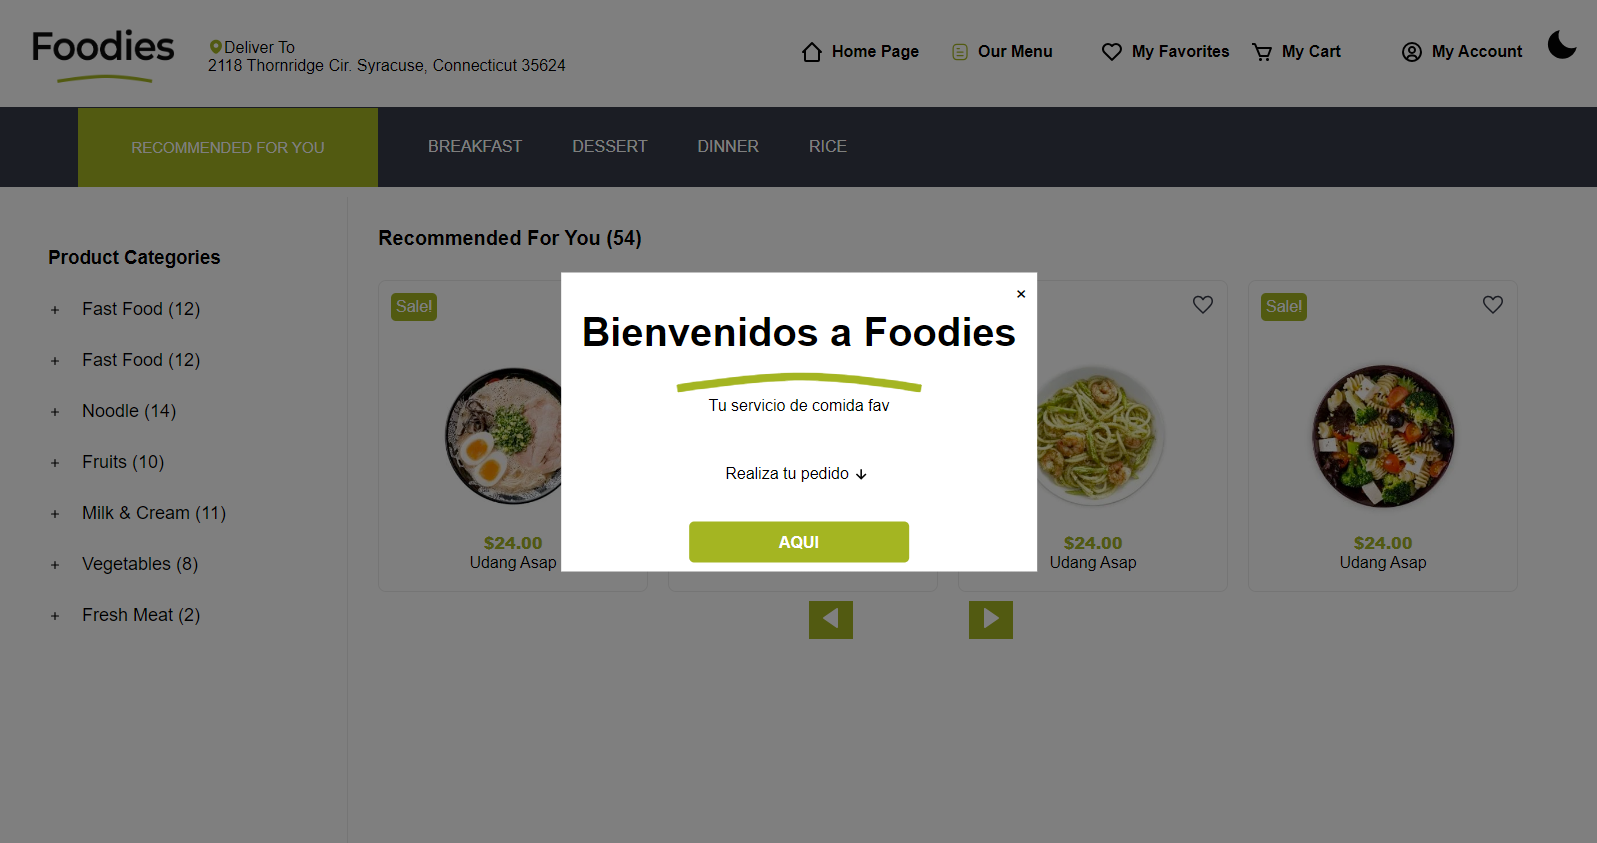 Foodies
Deliver To
2118 Thornridge Cir. Syracuse, Connecticut 35624
Home Page
Our Menu
My Favorites
My Cart
My Account
RECOMMENDED FOR YOU
BREAKFAST
DESSERT
DINNER
RICE
Product Categories
+ Fast Food (12)
+ Fast Food (12)
+ Noodle (14)
+ Fruits (10)
+ Milk & Cream (11)
+ Vegetables (8)
+ Fresh Meat (2)
Recommended For You (54)
Sale!
$24.00
Udang Asap
×
Bienvenidos a Foodies
Tu servicio de comida fav
Realiza tu pedido ↓
AQUI
$24.00
Udang Asap
Sale!
$24.00
Udang Asap